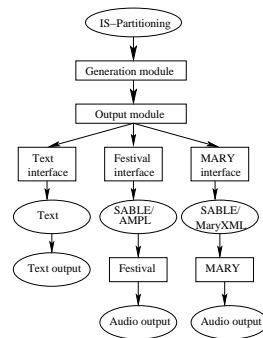 IS-Partitioning
Generation module
Output module
Text
interface
Festival
interface
MARY
interface
Text
SABLE/
AMPL
SABLE/
MaryXML
Text output
Festival
MARY
Audio output
Audio output